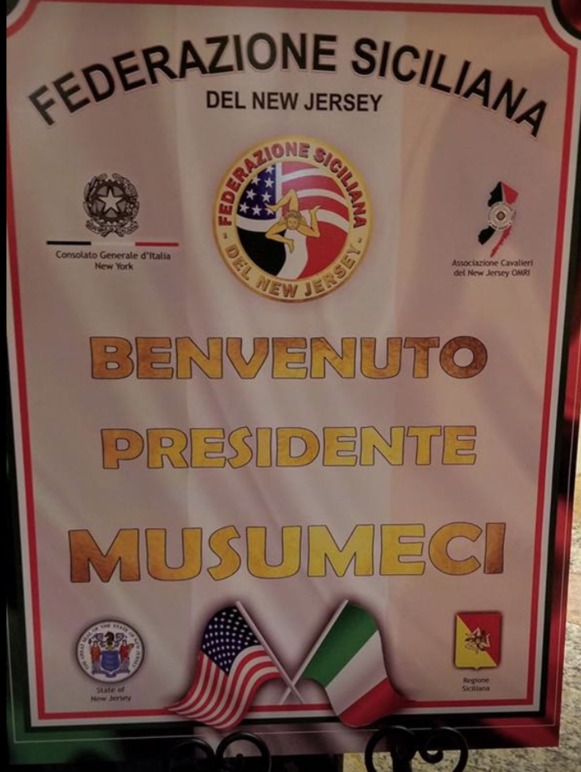 FEDERAZIONE SICILIANA
DEL NEW JERSEY
FEDERAZIONE SICILIANA
- DEL NEW JERSEY -
Consolato Generale d'Italia
New York
Associazione Cavalieri
del New Jersey OMRI
BENVENUTO
PRESIDENTE
MUSUMECI
State of
New Jersey
Regione
Siciliana